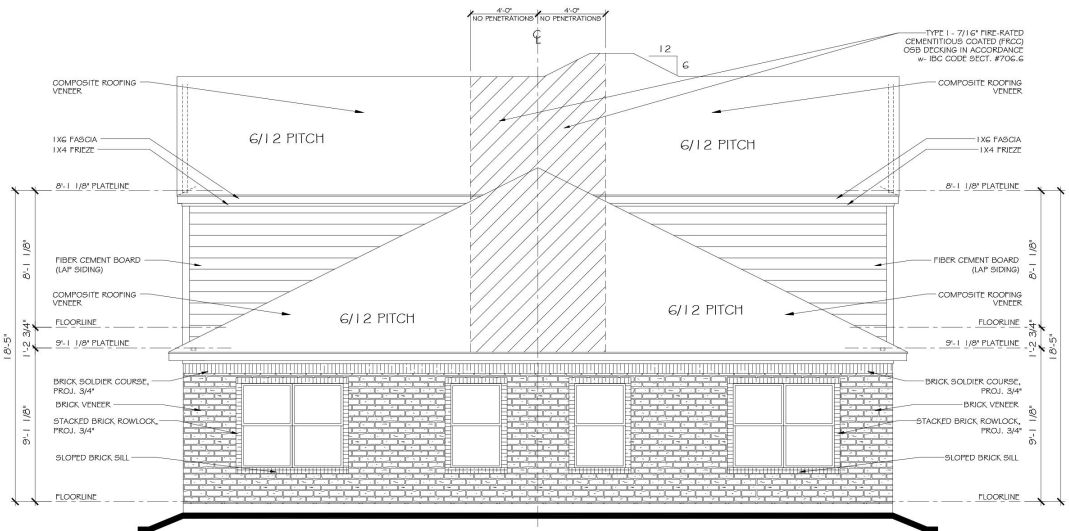 4'-0"
4'-0"
NO PENETRATIONS
NO PENETRATIONS
℄
12
6
TYPE I - 7/16" FIRE-RATED
CEMENTITIOUS COATED (FRCC)
OSB DECKING IN ACCORDANCE
w- IBC CODE SECT. #706.6
COMPOSITE ROOFING
VENEER
COMPOSITE ROOFING
VENEER
6/12 PITCH
6/12 PITCH
1X6 FASCIA
1X4 FRIEZE
1X6 FASCIA
1X4 FRIEZE
8'-1 1/8" PLATELINE
8'-1 1/8" PLATELINE
8'-1 1/8"
8'-1 1/8"
FIBER CEMENT BOARD
(LAP SIDING)
FIBER CEMENT BOARD
(LAP SIDING)
COMPOSITE ROOFING
VENEER
COMPOSITE ROOFING
VENEER
6/12 PITCH
6/12 PITCH
FLOORLINE
FLOORLINE
1'-2 3/4"
1'-2 3/4"
18'-5"
18'-5"
9'-1 1/8" PLATELINE
9'-1 1/8" PLATELINE
BRICK SOLDIER COURSE,
PROJ. 3/4"
BRICK SOLDIER COURSE,
PROJ. 3/4"
BRICK VENEER
BRICK VENEER
STACKED BRICK ROWLOCK,
PROJ. 3/4"
STACKED BRICK ROWLOCK,
PROJ. 3/4"
9'-1 1/8"
9'-1 1/8"
SLOPED BRICK SILL
SLOPED BRICK SILL
FLOORLINE
FLOORLINE